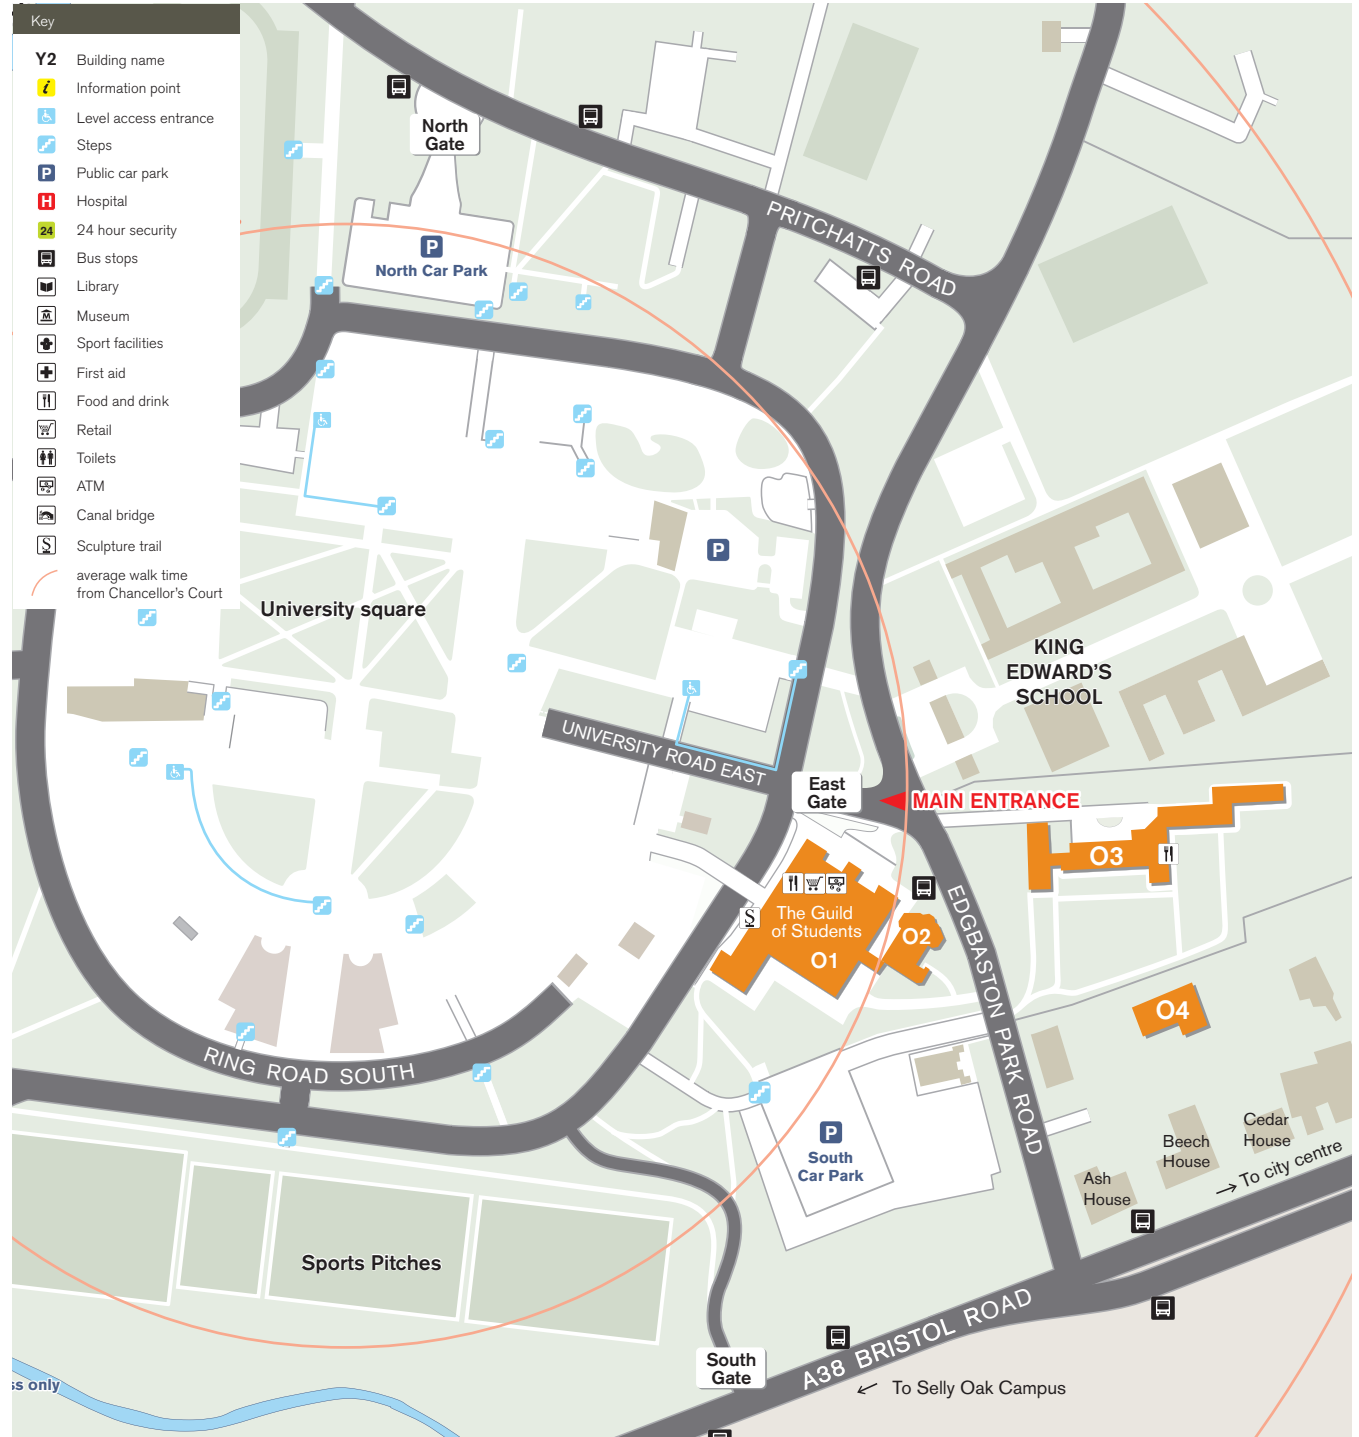 Key
Y2 Building name
i Information point
Level access entrance
Steps
P Public car park
H Hospital
24 24 hour security
Bus stops
Library
M Museum
Sport facilities
First aid
Food and drink
Retail
Toilets
ATM
Canal bridge
S Sculpture trail
average walk time
from Chancellor's Court
North
Gate
P
North Car Park
PRITCHATTS ROAD
P
University square
KING
EDWARD'S
SCHOOL
UNIVERSITY ROAD EAST
East
Gate
MAIN ENTRANCE
O3
S
The Guild
of Students
O1
O2
EDGBASTON PARK ROAD
O4
RING ROAD SOUTH
P
South
Car Park
Cedar
House
Beech
House
Ash
House
To city centre
Sports Pitches
A38 BRISTOL ROAD
South
Gate
To Selly Oak Campus
ss only